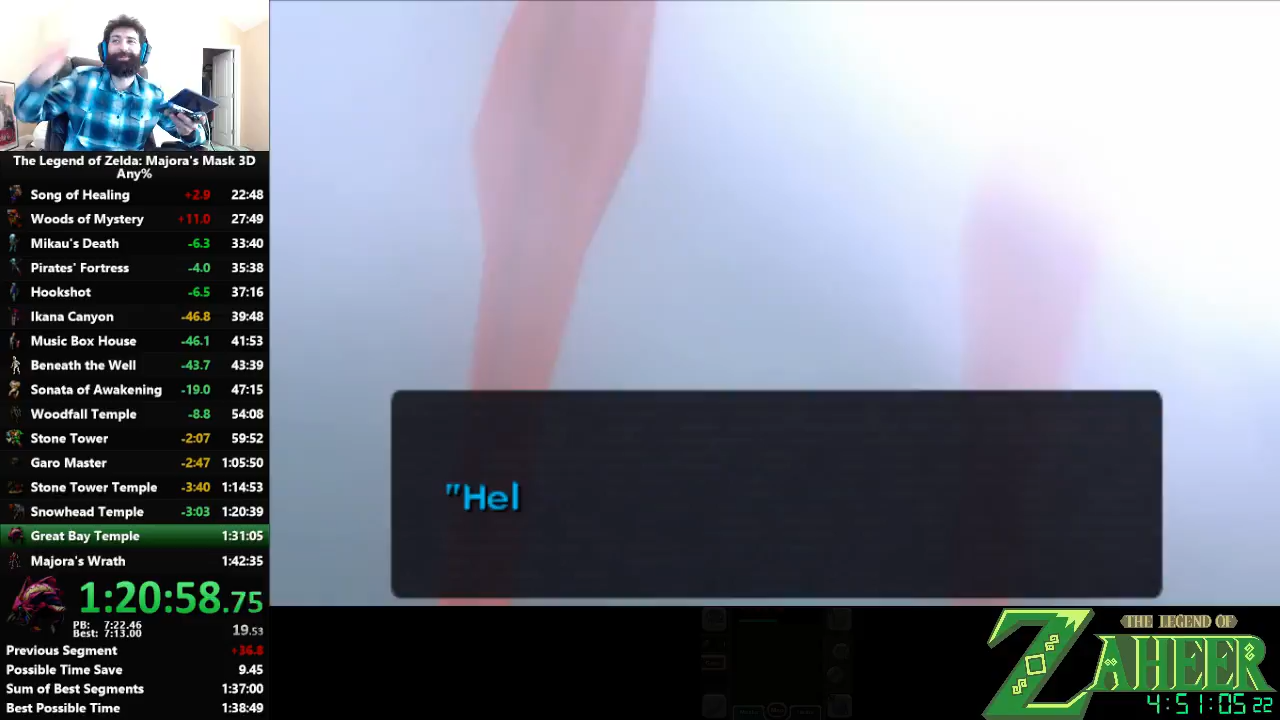 The Legend of Zelda: Majora's Mask 3D
Any%
Song of Healing +2.9 22:48
Woods of Mystery +11.0 27:49
Mikau's Death -6.3 33:40
Pirates' Fortress -4.0 35:38
Hookshot -6.5 37:16
Ikana Canyon -46.8 39:48
Music Box House -46.1 41:53
Beneath the Well -43.7 43:39
Sonata of Awakening -19.0 47:15
Woodfall Temple -8.8 54:08
Stone Tower -2:07 59:52
Garo Master -2:47 1:05:50
Stone Tower Temple -3:40 1:14:53
Snowhead Temple -3:03 1:20:39
Great Bay Temple 1:31:05
Majora's Wrath 1:42:35
1:20:58.75
PB: 7:22.46
Best: 7:13.00
19.53
Previous Segment +36.8
Possible Time Save 9.45
Sum of Best Segments 1:37:00
Best Possible Time 1:38:49
"Hel
THE LEGEND OF
ZAHEER
4:51:05 22